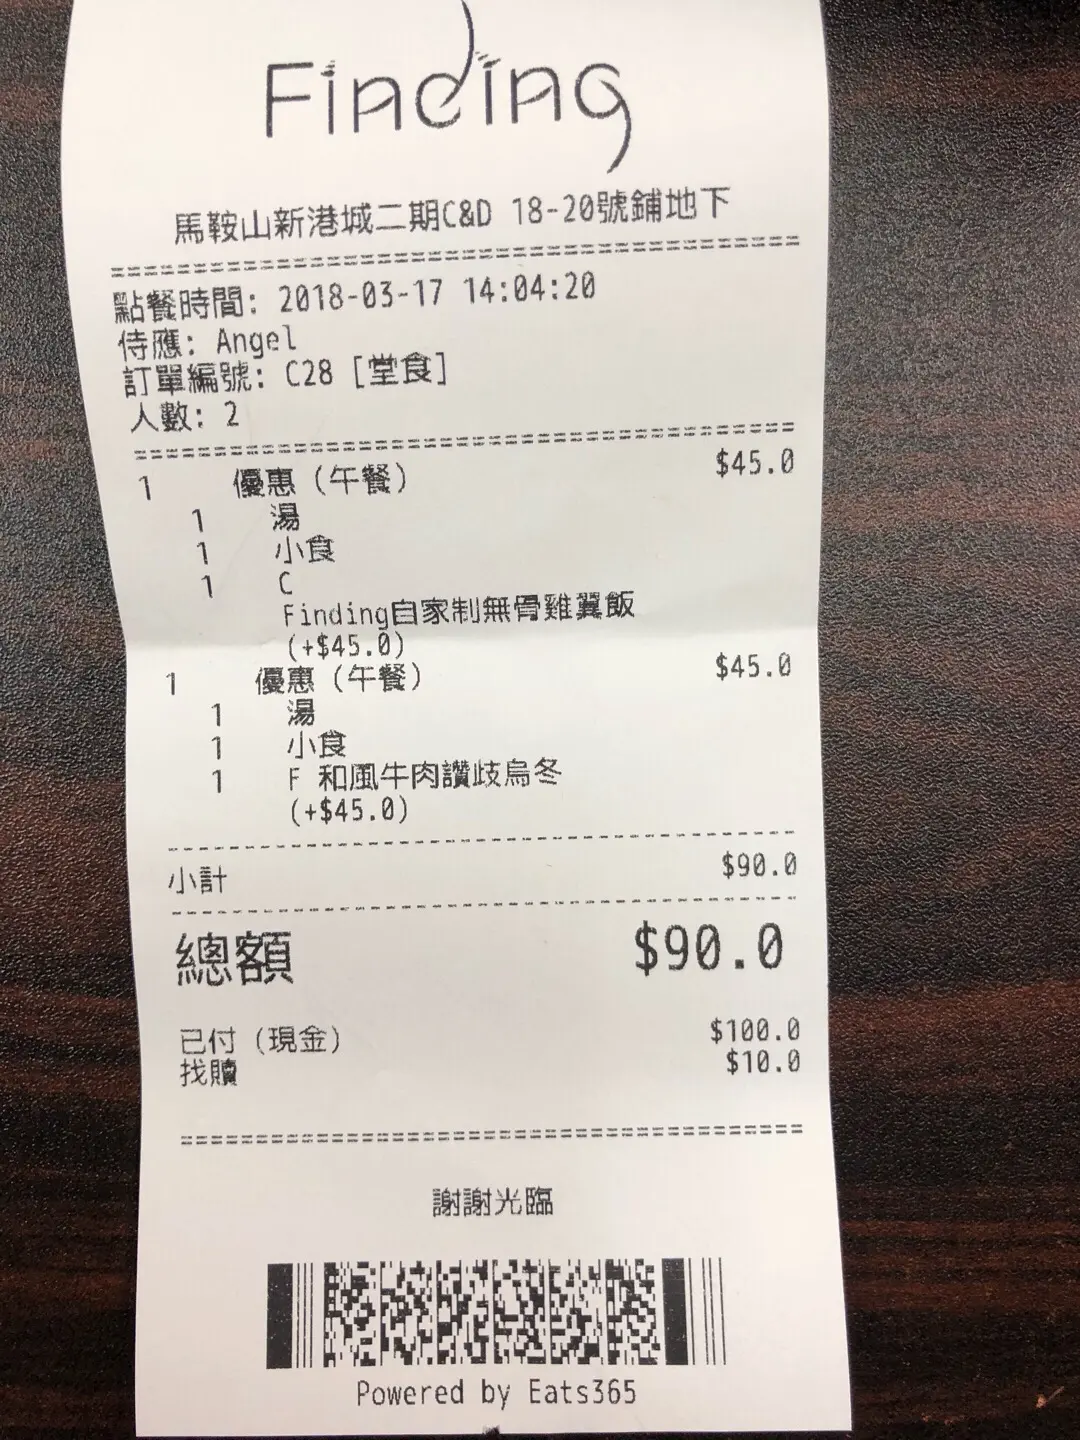 Finding
馬鞍山新港城二期C&D 18-20號鋪地下
點餐時間: 2018-03-17 14:04:20
侍應: Angel
訂單編號: C28 [堂食]
人數: 2
1 優惠 (午餐) $45.0
1 湯
1 小食
1 C
Finding自家制無骨雞翼飯
(+$45.0)
1 優惠 (午餐) $45.0
1 湯
1 小食
1 F 和風牛肉讚歧烏冬
(+$45.0)
小計 $90.0
總額 $90.0
已付 (現金) $100.0
找贖 $10.0
謝謝光臨
Powered by Eats365